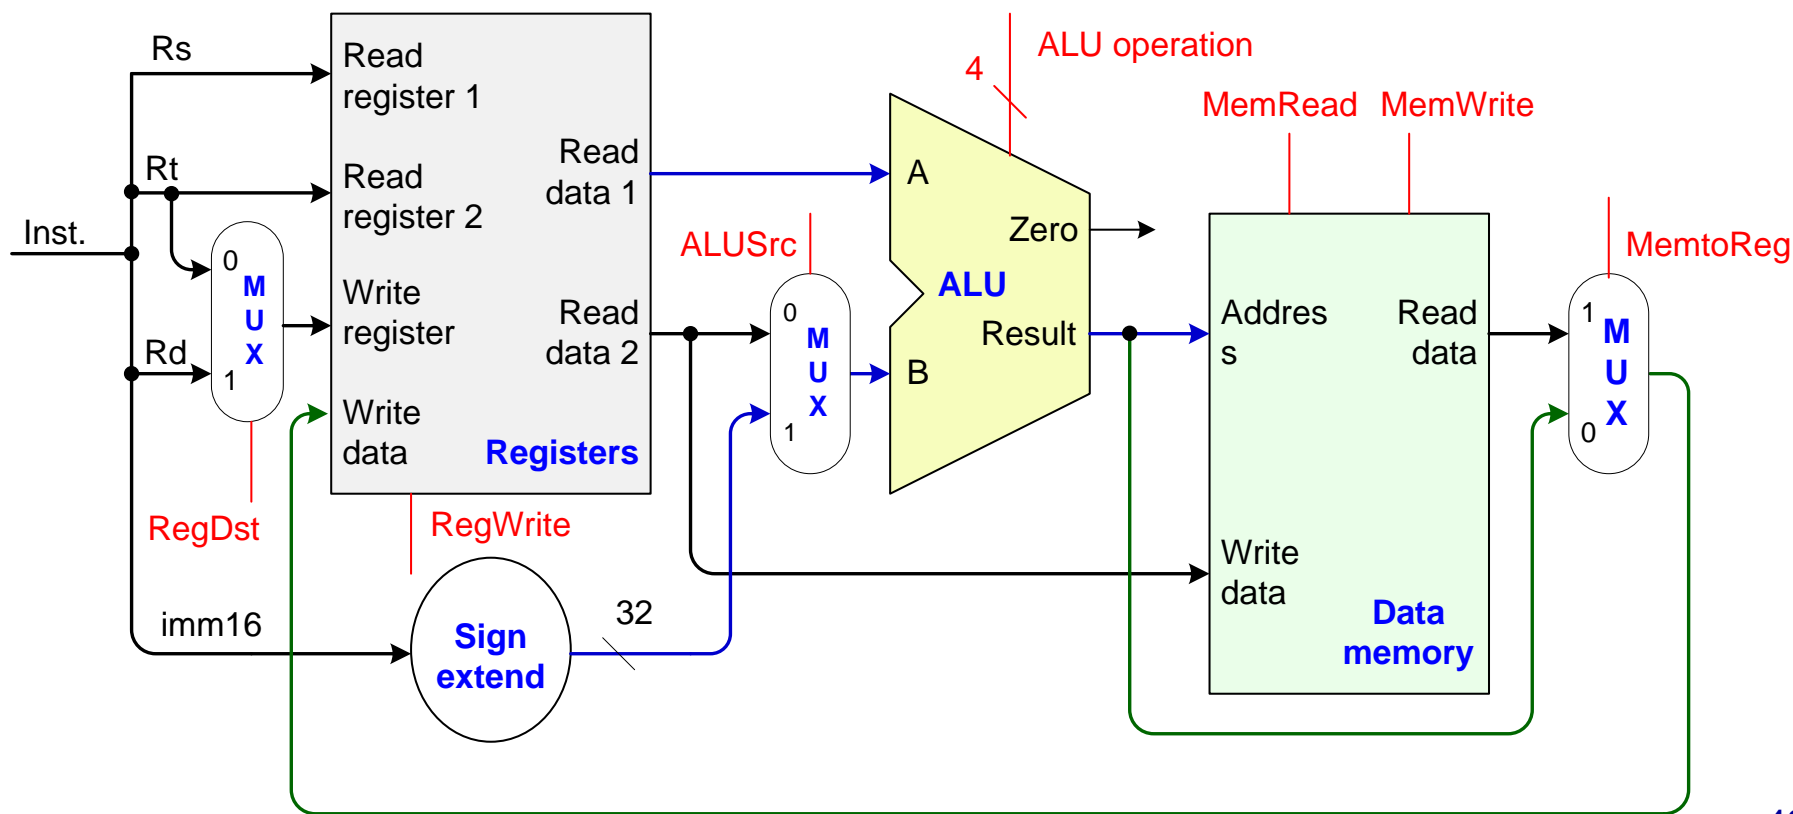 Rs
Read
register 1
Rt
Read
register 2
Read
data 1
Inst.
0
M
U
X
1
Rd
Write
register
Read
data 2
Write
data
Registers
RegDst
RegWrite
imm16
Sign
extend
32
ALUSrc
0
M
U
X
1
4
ALU operation
A
Zero
ALU
Result
B
MemRead
MemWrite
Addres
s
Read
data
Write
data
Data
memory
MemtoReg
1
M
U
X
0